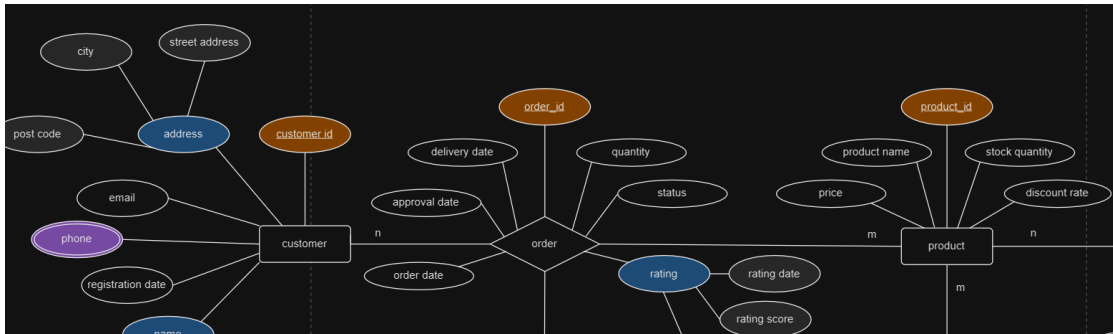 street address
city
order_id
product_id
post code
address
customer id
delivery date
quantity
product name
stock quantity
email
approval date
status
price
discount rate
phone
n
m
n
customer
order
product
registration date
order date
rating
rating date
m
rating score
name